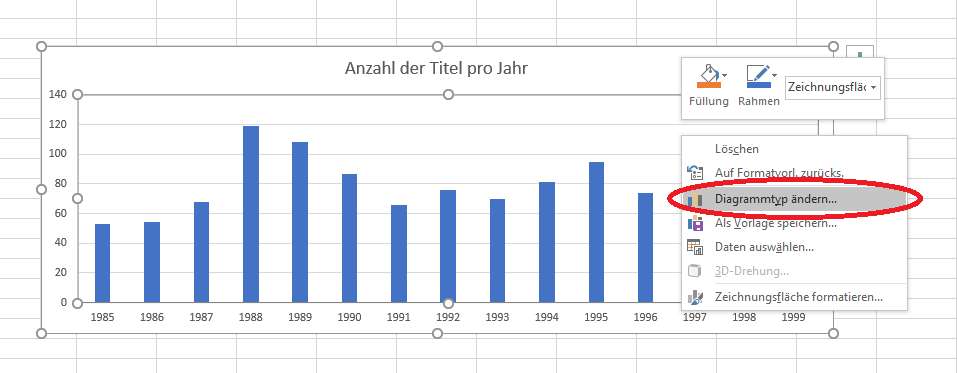 Anzahl der Titel pro Jahr
140
120
100
80
60
40
20
0
1985 1986 1987 1988 1989 1990 1991 1992 1993 1994 1995 1996 1997 1998 1999
Füllung Rahmen Zeichnungsfläc
Löschen
Auf Formatvorl. zurücks.
Diagrammtyp ändern...
Als Vorlage speichern...
Daten auswählen...
3D-Drehung...
Zeichnungsfläche formatieren...